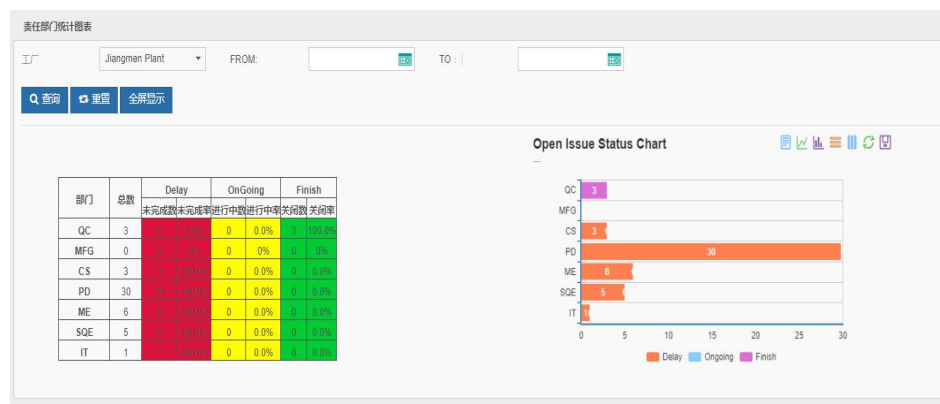 责任部门统计图表
工厂 Jiangmen Plant FROM: TO :
查询 重置 全屏显示
Open Issue Status Chart
部门 总数 Delay OnGoing Finish
未完成数 未完成率 进行中数 进行中率 关闭数 关闭率
QC 3 0 0.0% 0 0.0% 3 100.0%
MFG 0 0 0% 0 0% 0 0%
CS 3 3 100.0% 0 0.0% 0 0.0%
PD 30 30 100.0% 0 0.0% 0 0.0%
ME 6 6 100.0% 0 0.0% 0 0.0%
SQE 5 5 100.0% 0 0.0% 0 0.0%
IT 1 1 100.0% 0 0.0% 0 0.0%
QC 3
MFG
CS 3
PD 30
ME 6
SQE 5
IT 1
0 5 10 15 20 25 30
Delay Ongoing Finish